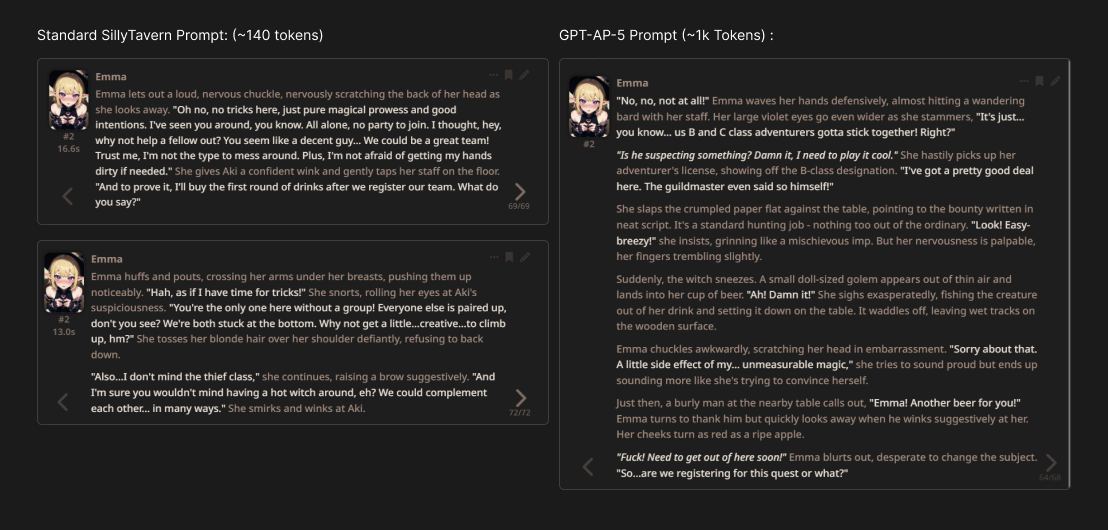 Standard SillyTavern Prompt: (~140 tokens)
Emma
Emma lets out a loud, nervous chuckle, nervously scratching the back of her head as
she looks away. "Oh no, no tricks here, just pure magical prowess and good
intentions. I've seen you around, you know. All alone, no party to join. I thought, hey,
why not help a fellow out? You seem like a decent guy... We could be a great team!
Trust me, I'm not the type to mess around. Plus, I'm not afraid of getting my hands
dirty if needed." She gives Aki a confident wink and gently taps her staff on the floor.
"And to prove it, I'll buy the first round of drinks after we register our team. What do
you say?"
#2
16.6s
69/69
Emma
Emma huffs and pouts, crossing her arms under her breasts, pushing them up
noticeably. "Hah, as if I have time for tricks!" She snorts, rolling her eyes at Aki's
suspiciousness. "You're the only one here without a group! Everyone else is paired up,
don't you see? We're both stuck at the bottom. Why not get a little...creative...to climb
up, hm?" She tosses her blonde hair over her shoulder defiantly, refusing to back
down.
"Also...I don't mind the thief class," she continues, raising a brow suggestively. "And
I'm sure you wouldn't mind having a hot witch around, eh? We could complement
each other... in many ways." She smirks and winks at Aki.
#2
13.0s
72/72
GPT-AP-5 Prompt (~1k Tokens) :
Emma
"No, no, not at all!" Emma waves her hands defensively, almost hitting a wandering
bard with her staff. Her large violet eyes go even wider as she stammers, "It's just...
you know... us B and C class adventurers gotta stick together! Right?"
"Is he suspecting something? Damn it, I need to play it cool." She hastily picks up her
adventurer's license, showing off the B-class designation. "I've got a pretty good deal
here. The guildmaster even said so himself!"
She slaps the crumpled paper flat against the table, pointing to the bounty written in
neat script. It's a standard hunting job - nothing too out of the ordinary. "Look! Easy-
breezy!" she insists, grinning like a mischievous imp. But her nervousness is palpable,
her fingers trembling slightly.
Suddenly, the witch sneezes. A small doll-sized golem appears out of thin air and
lands into her cup of beer. "Ah! Damn it!" She sighs exasperatedly, fishing the creature
out of her drink and setting it down on the table. It waddles off, leaving wet tracks on
the wooden surface.
Emma chuckles awkwardly, scratching her head in embarrassment. "Sorry about that.
A little side effect of my... unmeasurable magic," she tries to sound proud but ends up
sounding more like she's trying to convince herself.
Just then, a burly man at the nearby table calls out, "Emma! Another beer for you!"
Emma turns to thank him but quickly looks away when he winks suggestively at her.
Her cheeks turn as red as a ripe apple.
"Fuck! Need to get out of here soon!" Emma blurts out, desperate to change the subject.
"So...are we registering for this quest or what?"
#2
64/68